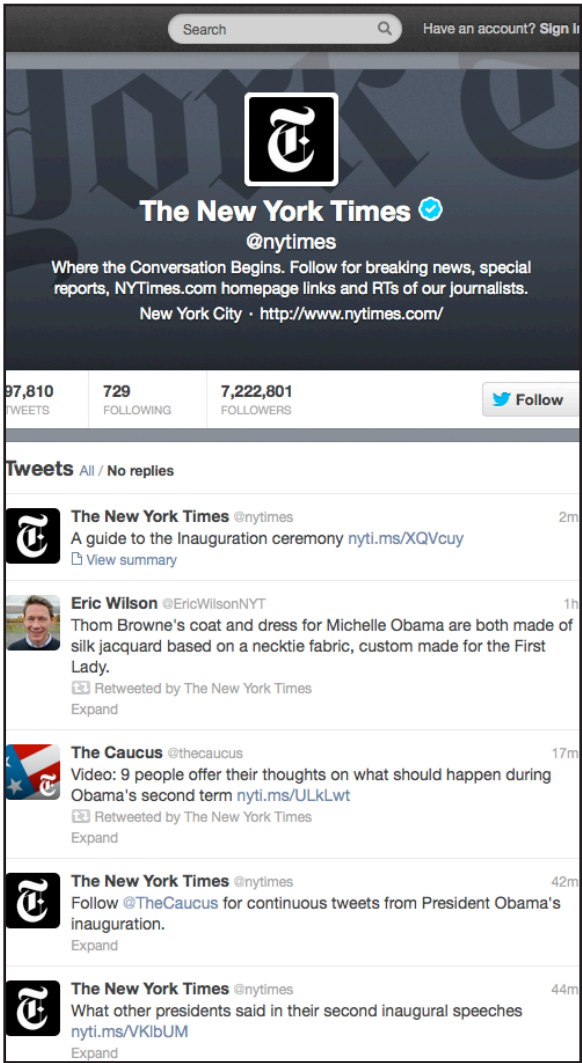 Search
Have an account? Sign I
The New York Times
@nytimes
Where the Conversation Begins. Follow for breaking news, special
reports, NYTimes.com homepage links and RTs of our journalists.
New York City · http://www.nytimes.com/
97,810
TWEETS
729
FOLLOWING
7,222,801
FOLLOWERS
Follow
Tweets All / No replies
The New York Times @nytimes 2m
A guide to the Inauguration ceremony nyti.ms/XQVcuy
View summary
Eric Wilson @EricWilsonNYT 1h
Thom Browne's coat and dress for Michelle Obama are both made of
silk jacquard based on a necktie fabric, custom made for the First
Lady.
Retweeted by The New York Times
Expand
The Caucus @thecaucus 17m
Video: 9 people offer their thoughts on what should happen during
Obama's second term nyti.ms/ULkLwt
Retweeted by The New York Times
Expand
The New York Times @nytimes 42m
Follow @TheCaucus for continuous tweets from President Obama's
inauguration.
Expand
The New York Times @nytimes 44m
What other presidents said in their second inaugural speeches
nyti.ms/VKlbUM
Expand